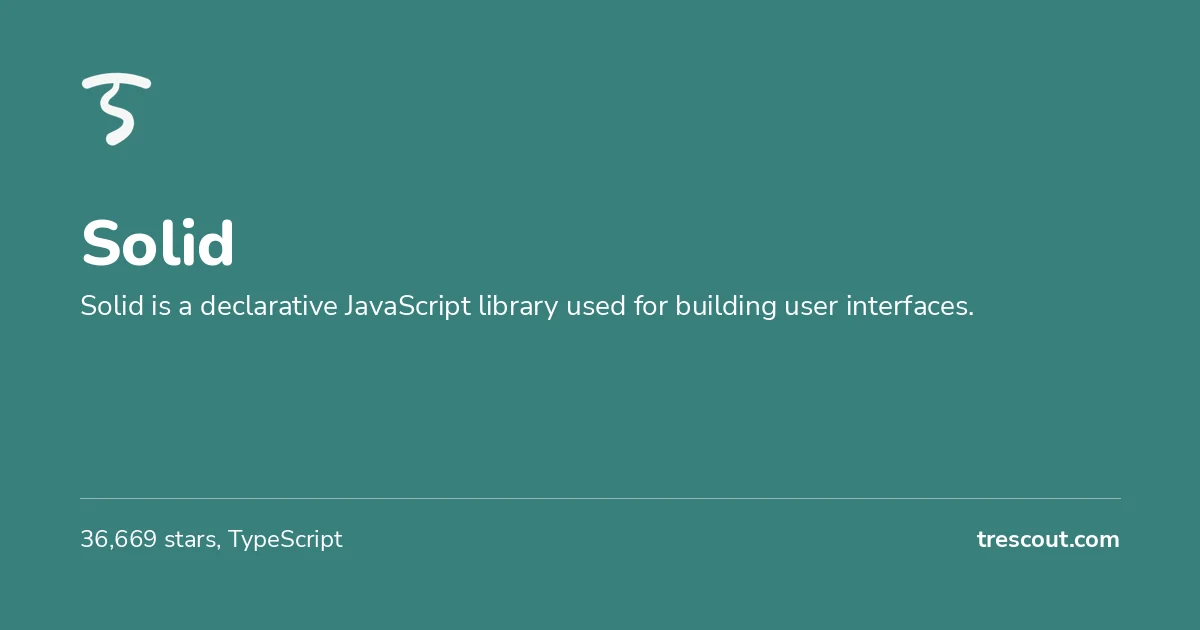 Solid
Solid is a declarative JavaScript library used for building user interfaces.
36,669 stars, TypeScript
trescout.com